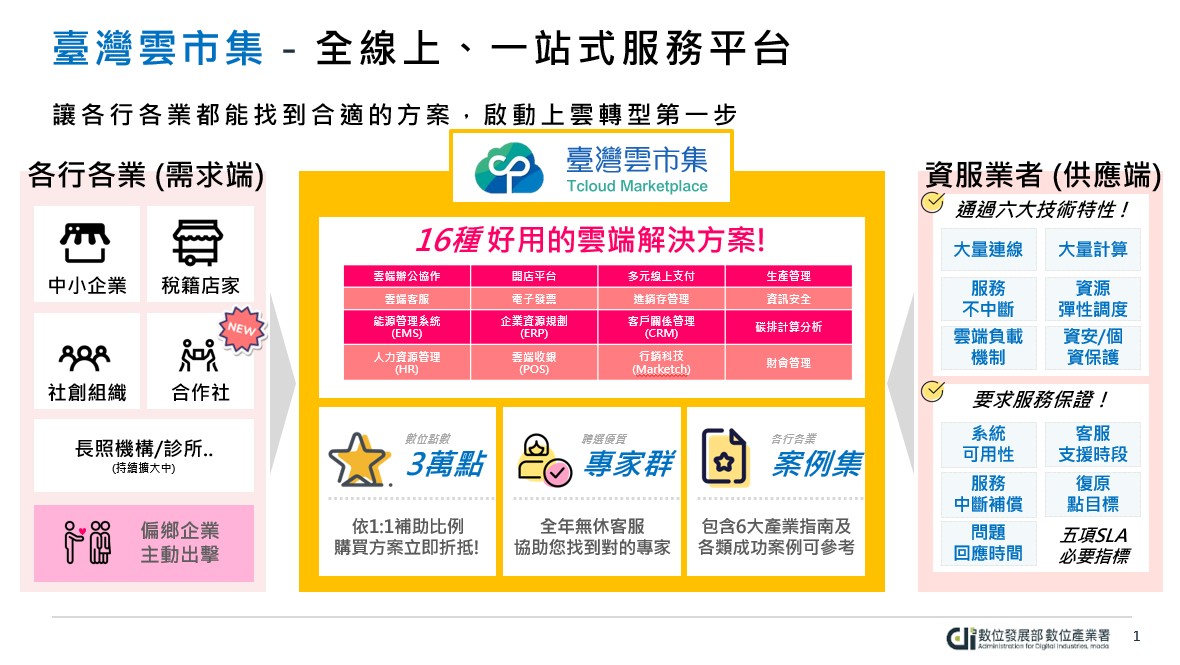 臺灣雲市集 - 全線上、一站式服務平台
讓各行各業都能找到合適的方案，啟動上雲轉型第一步
各行各業 (需求端)
中小企業
稅籍店家
社創組織
NEW
合作社
長照機構/診所..
(持續擴大中)
偏鄉企業
主動出擊
臺灣雲市集
Tcloud Marketplace
16種 好用的雲端解決方案!
雲端辦公協作
開店平台
多元線上支付
生產管理
雲端客服
電子發票
進銷存管理
資訊安全
能源管理系統
(EMS)
企業資源規劃
(ERP)
客戶關係管理
(CRM)
碳排計算分析
人力資源管理
(HR)
雲端收銀
(POS)
行銷科技
(Marketch)
財會管理
數位點數
3萬點
依1:1補助比例
購買方案立即折抵!
聘選優質
專家群
全年無休客服
協助您找到對的專家
各行各業
案例集
包含6大產業指南及
各類成功案例可參考
資服業者 (供應端)
通過六大技術特性！
大量連線
大量計算
服務
不中斷
資源
彈性調度
雲端負載
機制
資安/個
資保護
要求服務保證！
系統
可用性
客服
支援時段
服務
中斷補償
復原
點目標
問題
回應時間
五項SLA
必要指標
數位發展部數位產業署
Administration for Digital Industries, moda
1